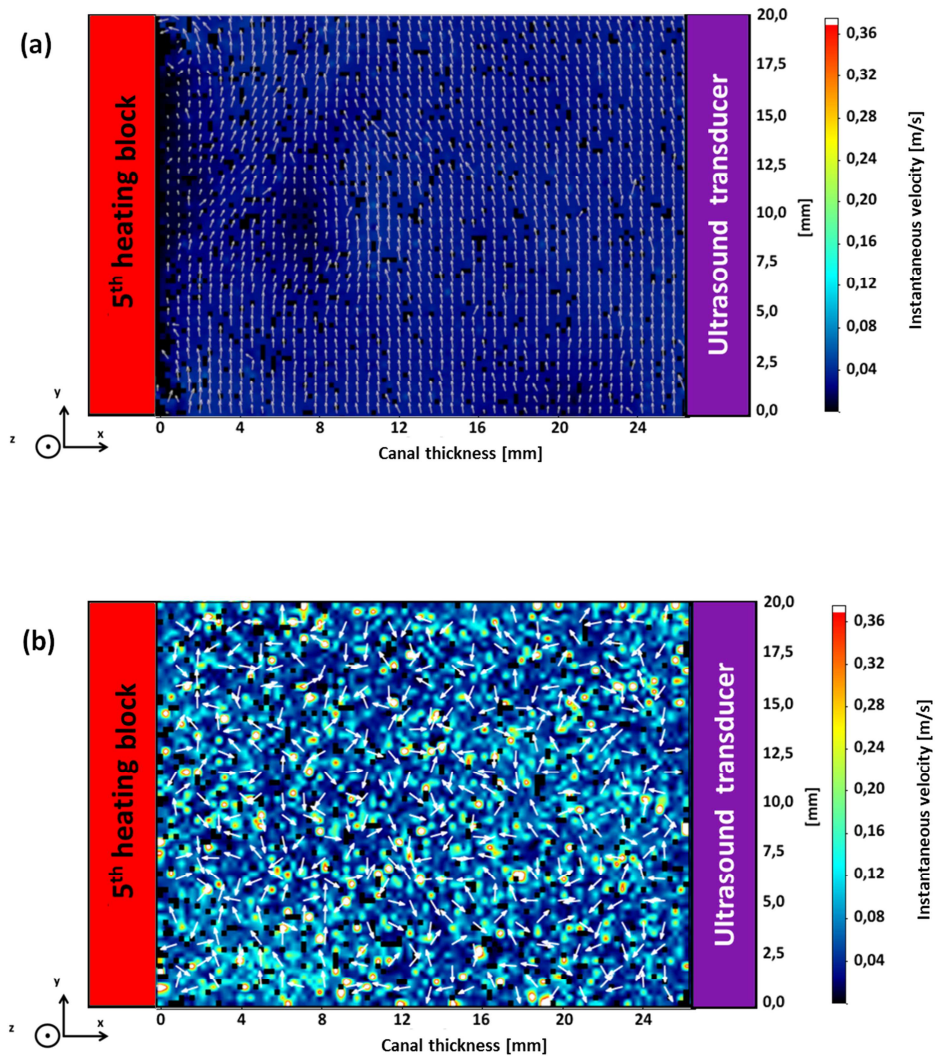 (a)
5th heating block
Ultrasound transducer
20,0
17,5
15,0
12,5
10,0
7,5
5,0
2,5
0,0
[mm]
0,36
0,32
0,28
0,24
0,20
0,16
0,12
0,08
0,04
Instantaneous velocity [m/s]
y
z
x
0 4 8 12 16 20 24
Canal thickness [mm]
(b)
5th heating block
Ultrasound transducer
20,0
17,5
15,0
12,5
10,0
7,5
5,0
2,5
0,0
[mm]
0,36
0,32
0,28
0,24
0,20
0,16
0,12
0,08
0,04
Instantaneous velocity [m/s]
y
z
x
0 4 8 12 16 20 24
Canal thickness [mm]